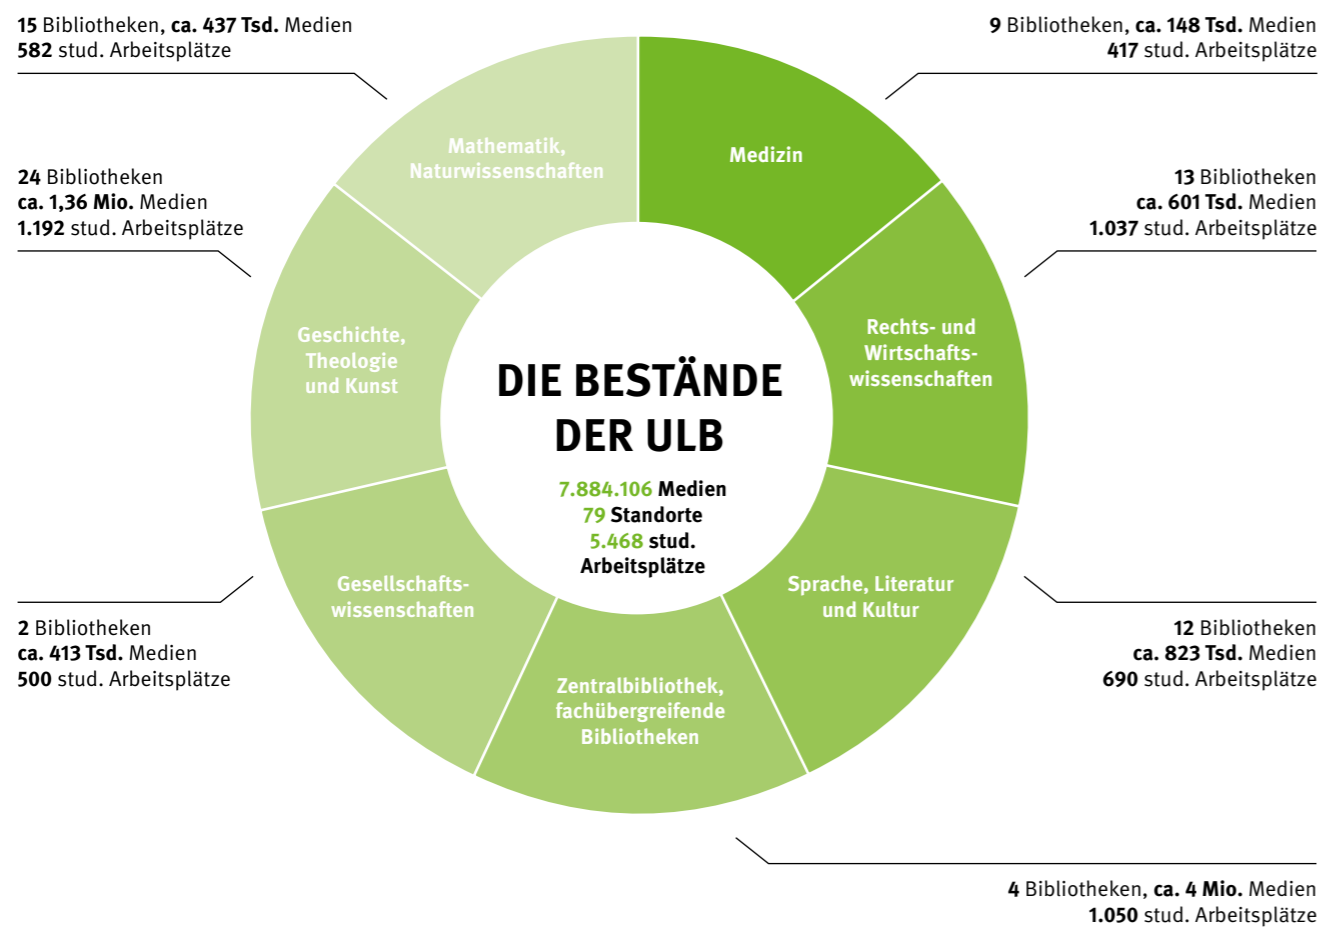 15 Bibliotheken, ca. 437 Tsd. Medien
582 stud. Arbeitsplätze
9 Bibliotheken, ca. 148 Tsd. Medien
417 stud. Arbeitsplätze
Mathematik,
Naturwissenschaften
Medizin
24 Bibliotheken
ca. 1,36 Mio. Medien
1.192 stud. Arbeitsplätze
13 Bibliotheken
ca. 601 Tsd. Medien
1.037 stud. Arbeitsplätze
Geschichte,
Theologie
und Kunst
Rechts- und
Wirtschafts-
wissenschaften
DIE BESTÄNDE
DER ULB
7.884.106 Medien
79 Standorte
5.468 stud.
Arbeitsplätze
Gesellschafts-
wissenschaften
Sprache, Literatur
und Kultur
2 Bibliotheken
ca. 413 Tsd. Medien
500 stud. Arbeitsplätze
12 Bibliotheken
ca. 823 Tsd. Medien
690 stud. Arbeitsplätze
Zentralbibliothek,
fachübergreifende
Bibliotheken
4 Bibliotheken, ca. 4 Mio. Medien
1.050 stud. Arbeitsplätze